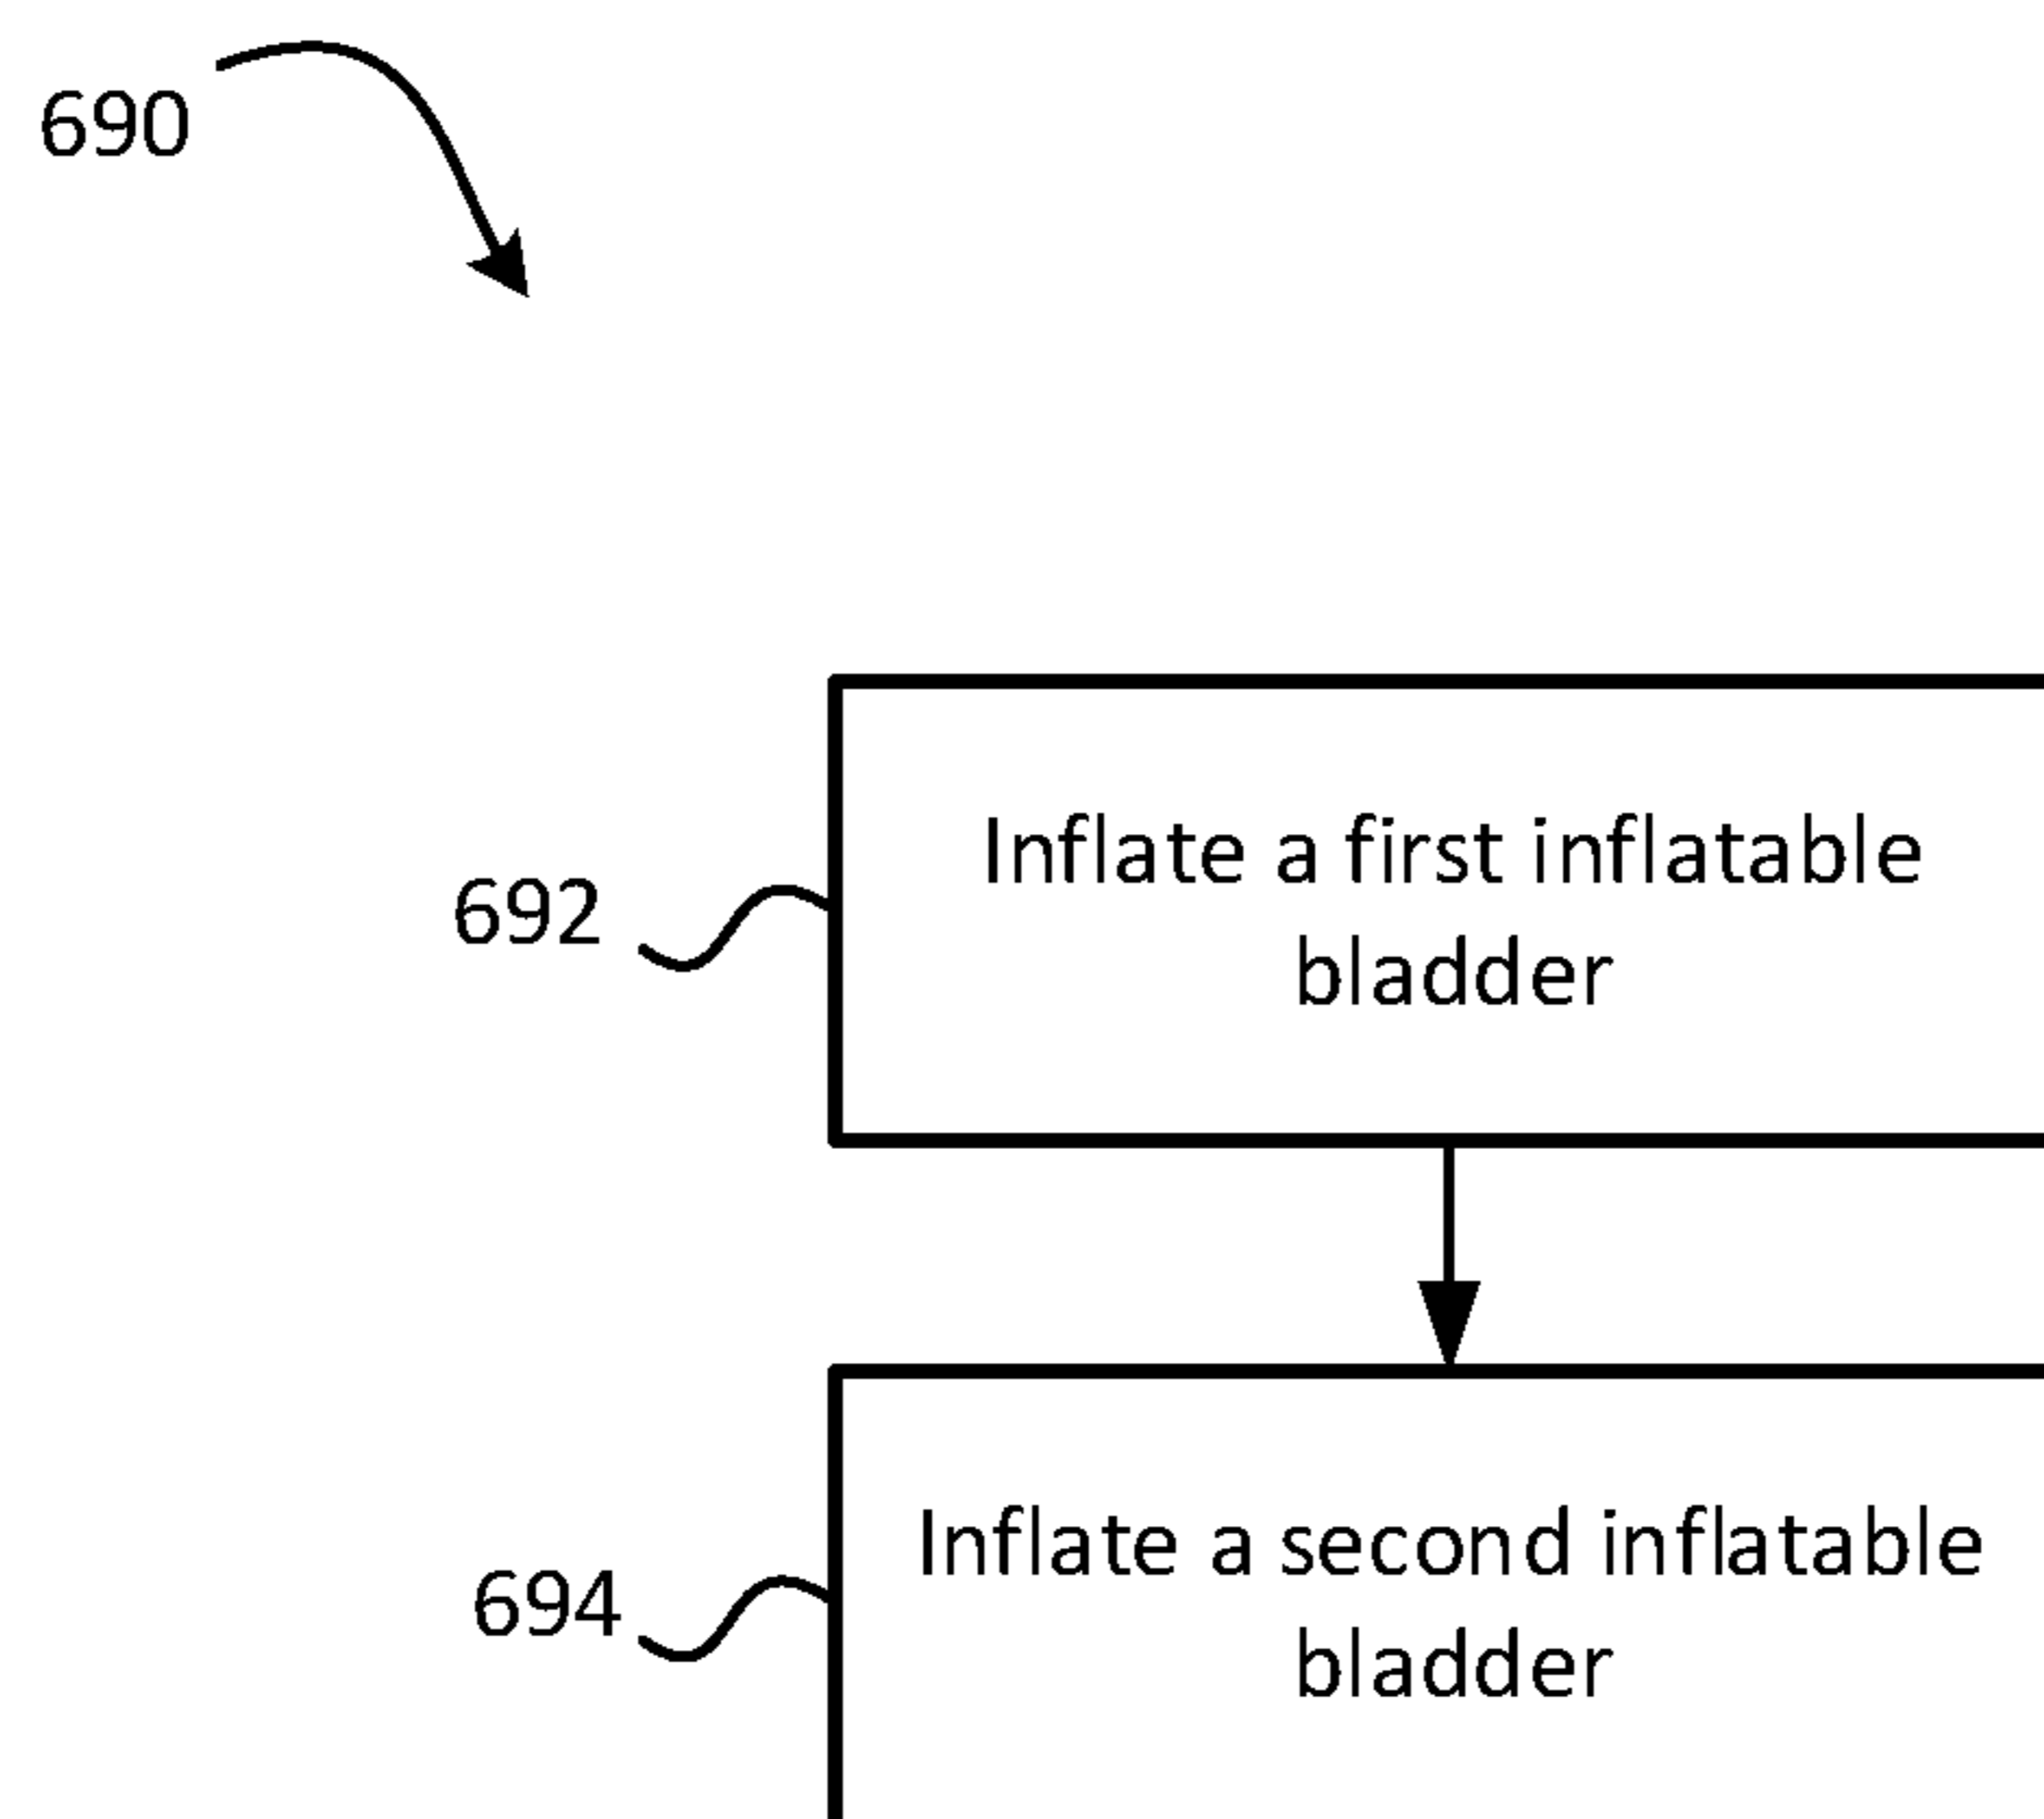 690
692
Inflate a first inflatable
bladder
694
Inflate a second inflatable
bladder